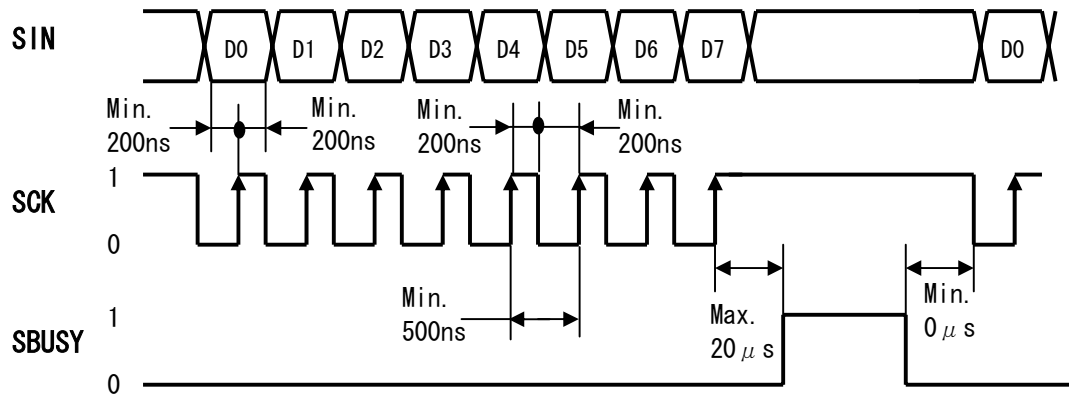 SIN
D0 D1 D2 D3 D4 D5 D6 D7 D0
Min.
200ns
Min.
200ns
Min.
200ns
Min.
200ns
SCK
1
0
Min.
500ns
Max.
20μs
Min.
0μs
SBUSY
1
0